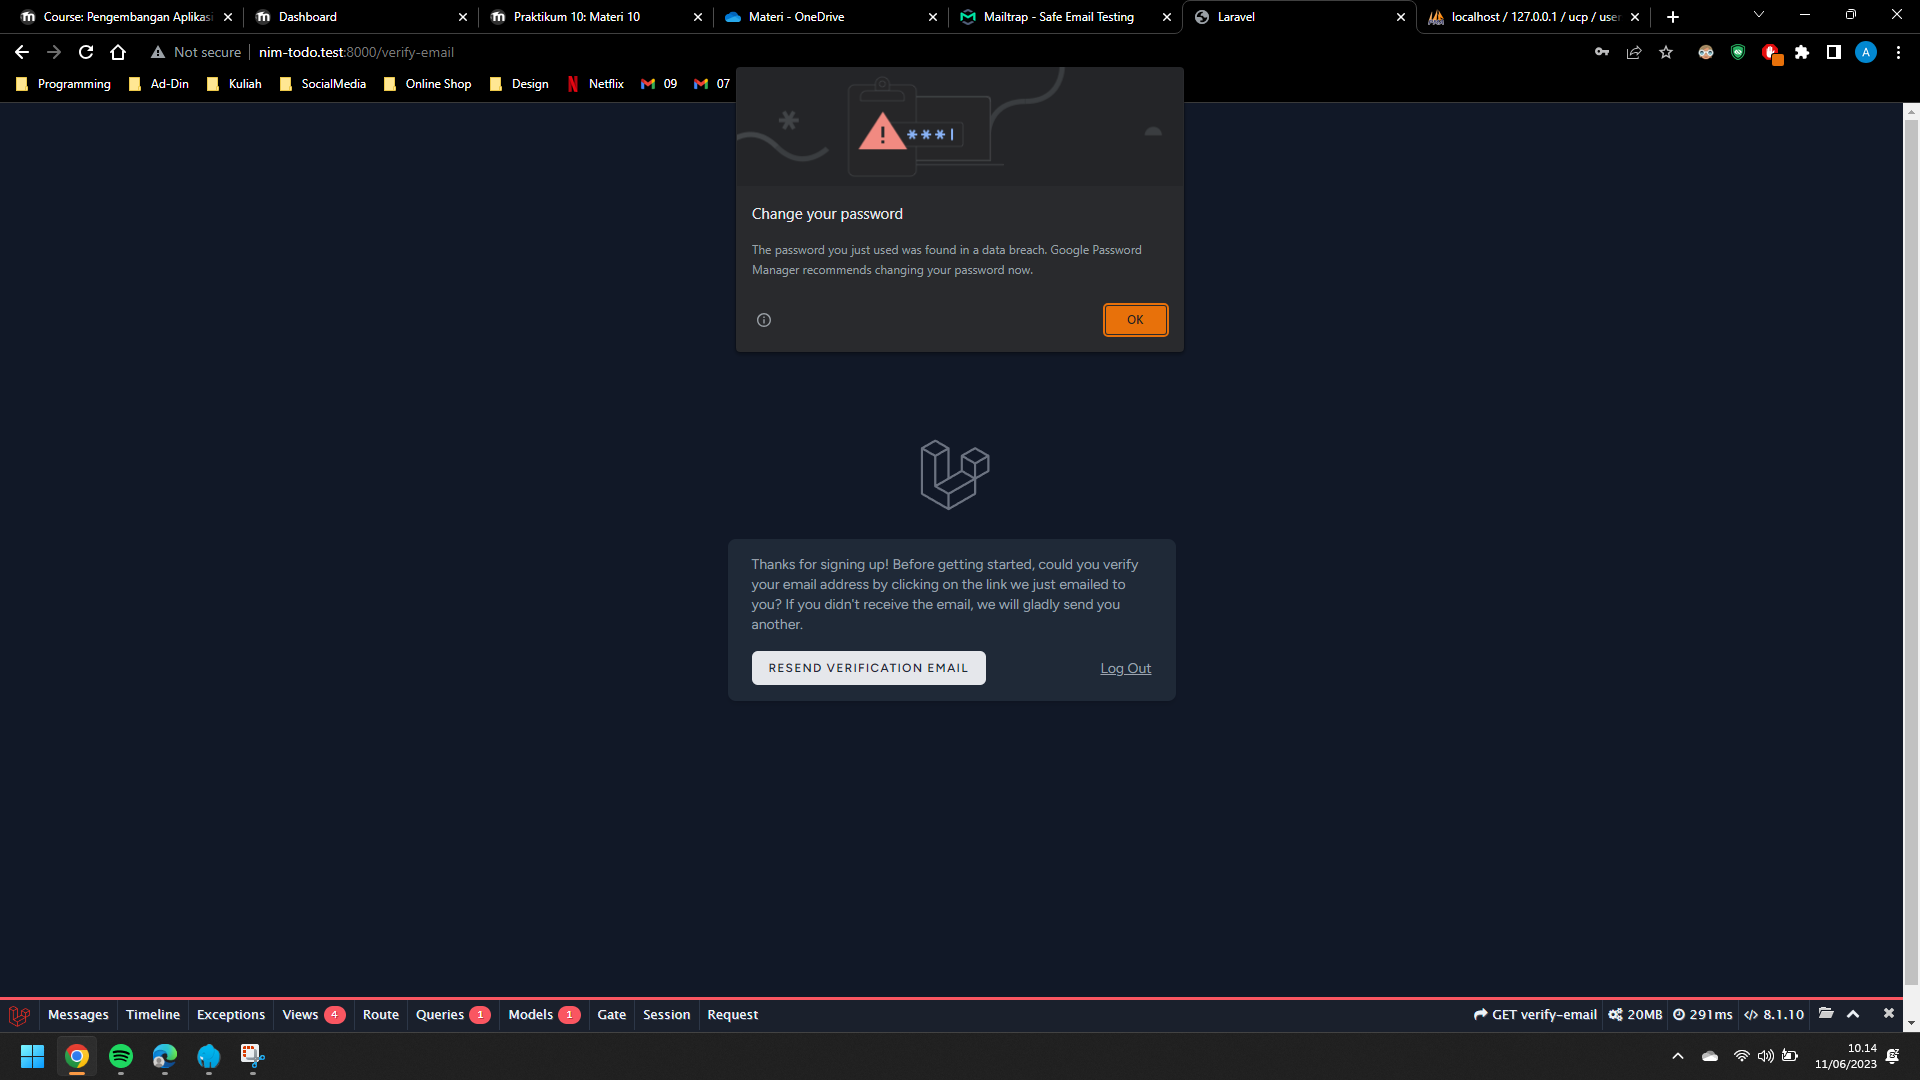 Course: Pengembangan Aplikasi
Dashboard
Praktikum 10: Materi 10
Materi - OneDrive
Mailtrap - Safe Email Testing
Laravel
localhost / 127.0.0.1 / ucp / user
Not secure
nim-todo.test:8000/verify-email
A
Programming
Ad-Din
Kuliah
SocialMedia
Online Shop
Design
Netflix
09
07
***
Change your password
The password you just used was found in a data breach. Google Password
Manager recommends changing your password now.
OK
Thanks for signing up! Before getting started, could you verify
your email address by clicking on the link we just emailed to
you? If you didn't receive the email, we will gladly send you
another.
RESEND VERIFICATION EMAIL
Log Out
Messages
Timeline
Exceptions
Views 4
Route
Queries 1
Models 1
Gate
Session
Request
GET verify-email
20MB
291ms
8.1.10
10.14
11/06/2023